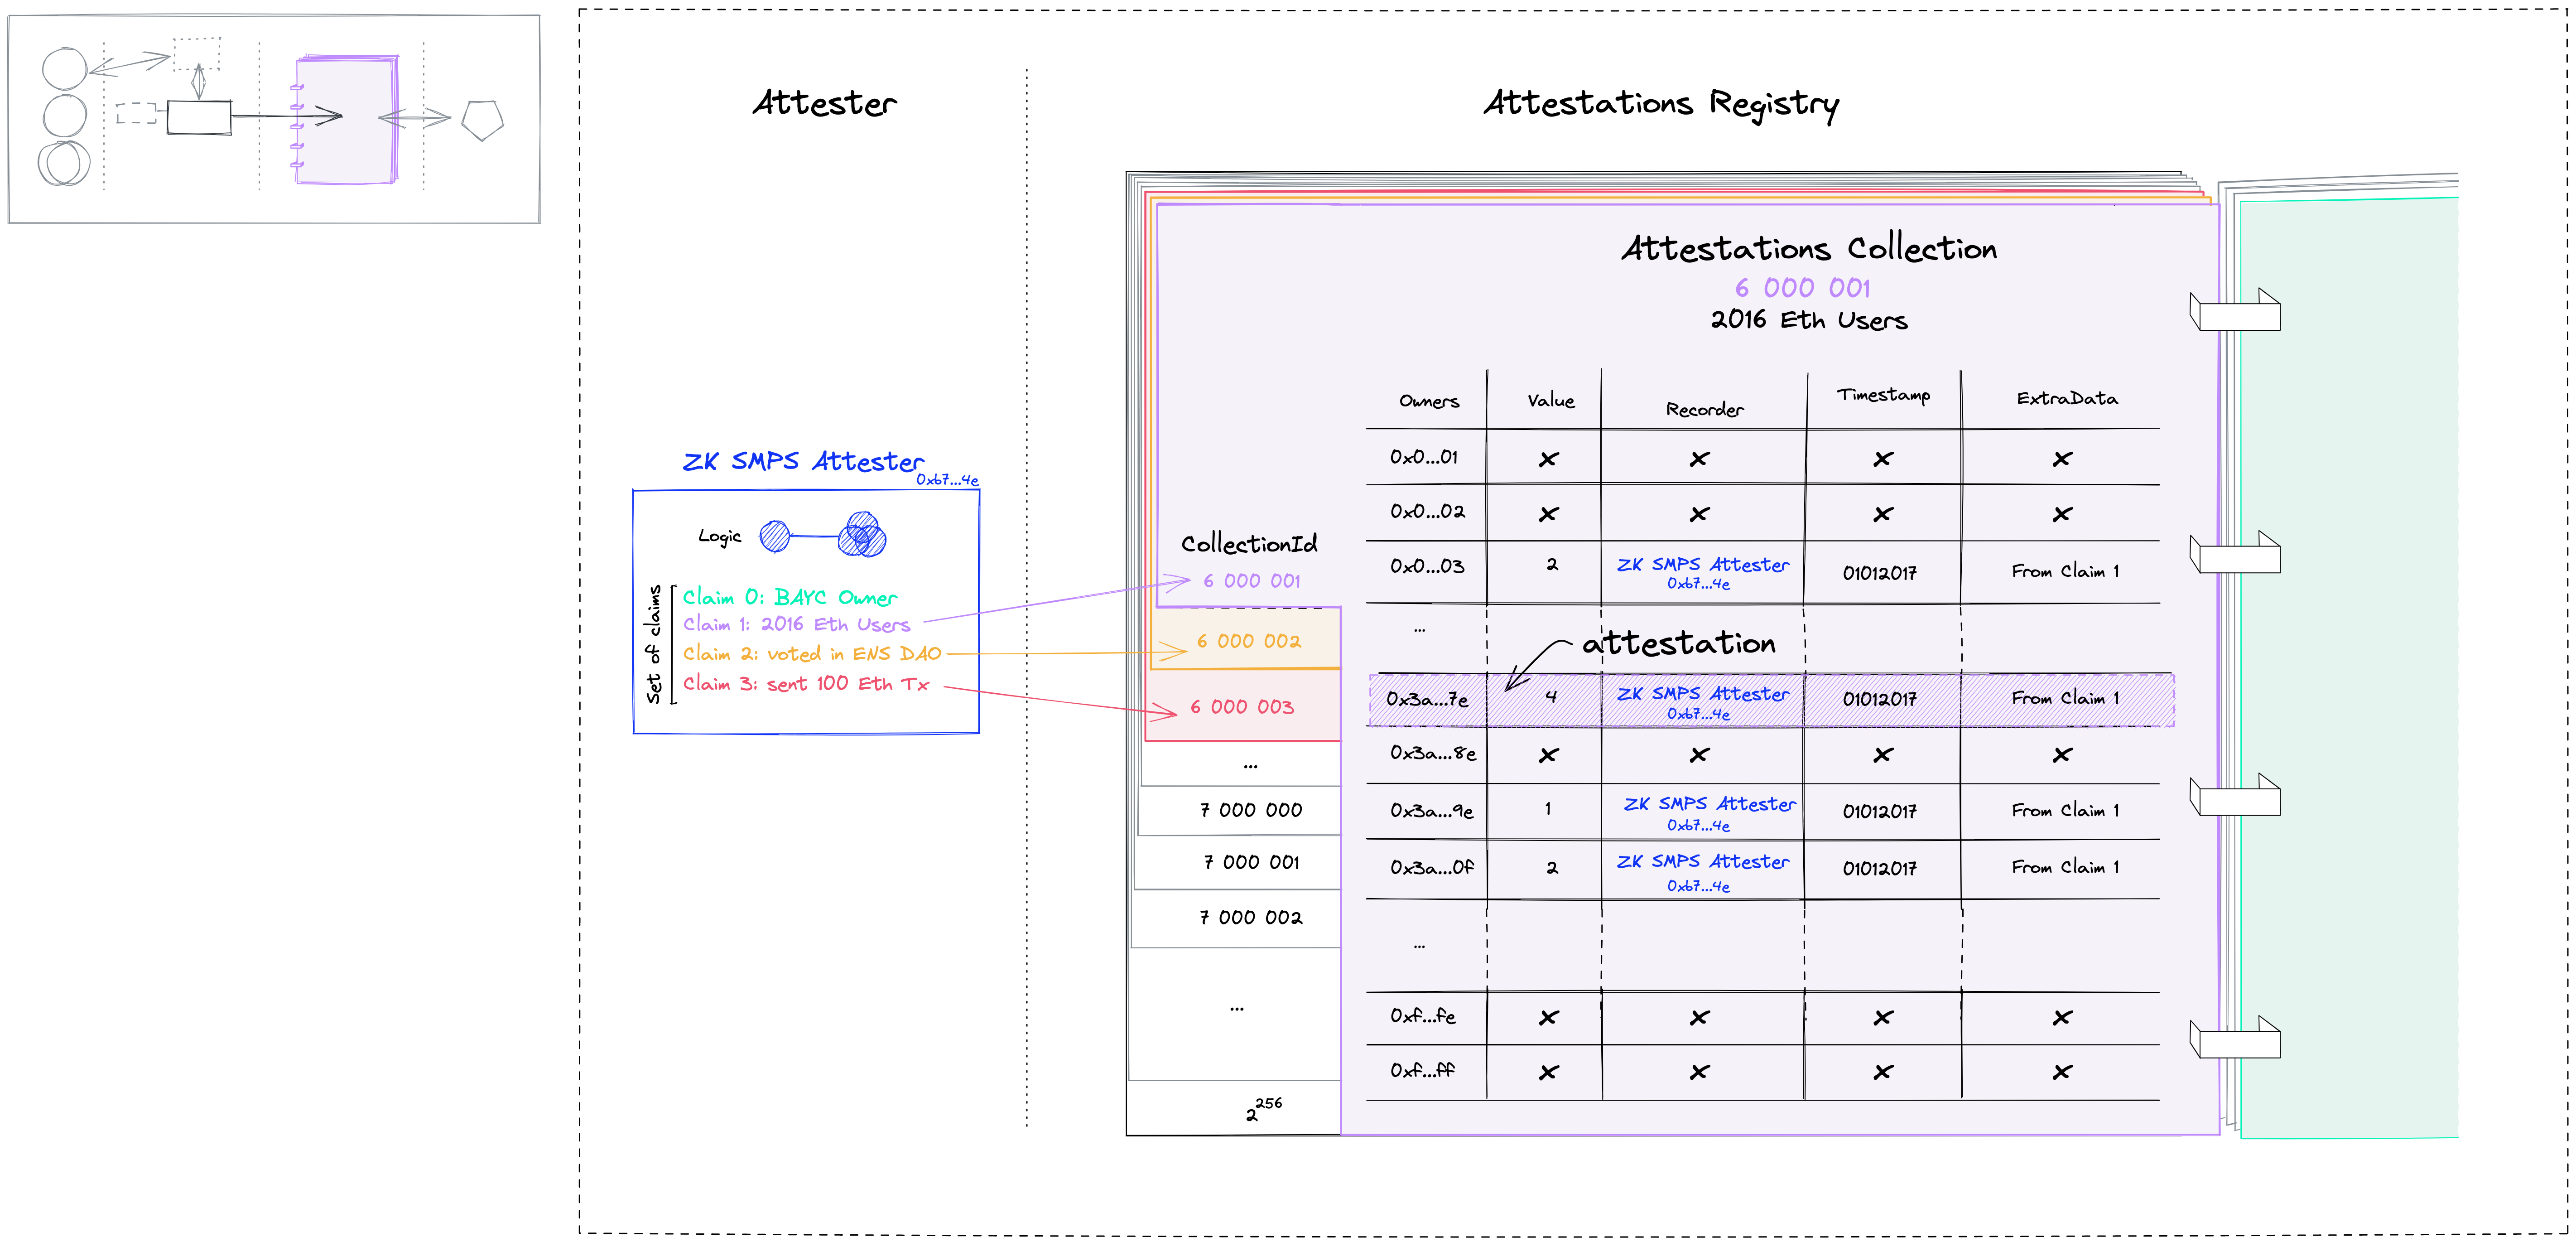 Attester
Attestations Registry
ZK SMPS Attester
0xb7...4e
Logic
Set of claims
Claim 0: BAYC Owner
Claim 1: 2016 Eth Users
Claim 2: voted in ENS DAO
Claim 3: sent 100 Eth Tx
CollectionId
6 000 001
6 000 002
6 000 003
...
7 000 000
7 000 001
7 000 002
...
2^256
Attestations Collection
6 000 001
2016 Eth Users
Owners Value Recorder Timestamp ExtraData
0x0...01 x x x x
0x0...02 x x x x
0x0...03 2 ZK SMPS Attester 01012017 From Claim 1
0xb7...4e
...
attestation
0x3a...7e 4 ZK SMPS Attester 01012017 From Claim 1
0xb7...4e
0x3a...8e x x x x
0x3a...9e 1 ZK SMPS Attester 01012017 From Claim 1
0xb7...4e
0x3a...0f 2 ZK SMPS Attester 01012017 From Claim 1
0xb7...4e
...
0xf...fe x x x x
0xf...ff x x x x